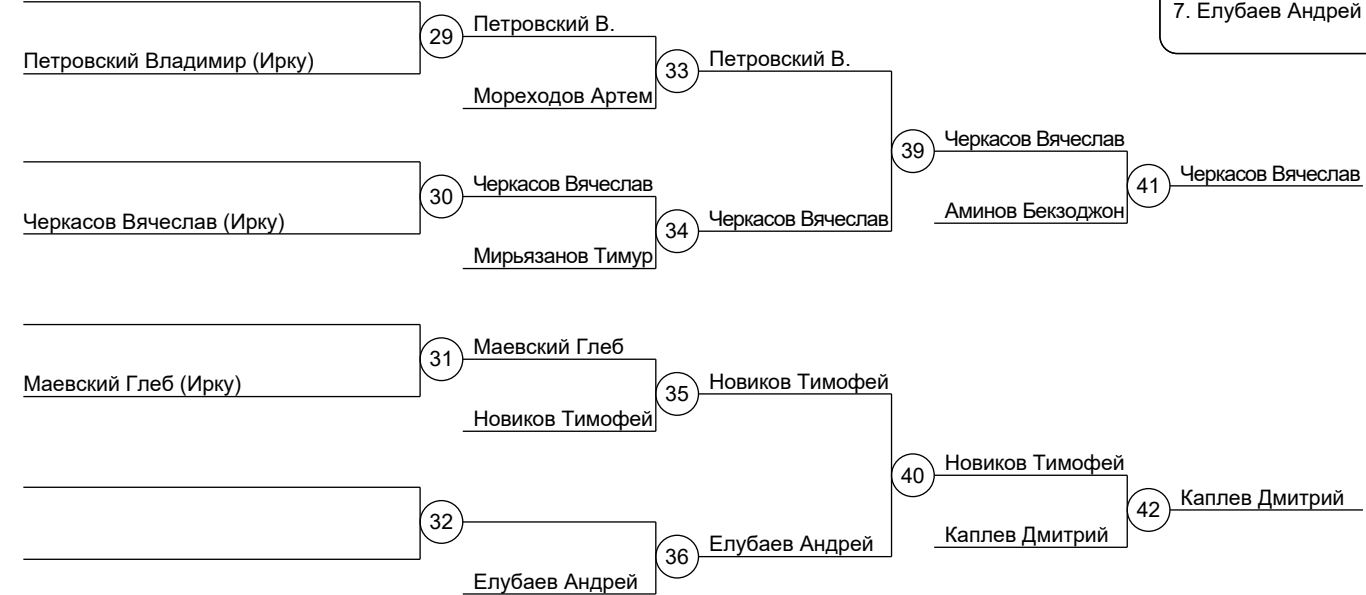 7. Елубаев Андрей
29
Петровский В.
Петровский Владимир (Ирку)
33
Петровский В.
Мореходов Артем
39
Черкасов Вячеслав
30
Черкасов Вячеслав
41
Черкасов Вячеслав
Черкасов Вячеслав (Ирку)
34
Черкасов Вячеслав
Аминов Бекзоджон
Мирьязанов Тимур
31
Маевский Глеб
Маевский Глеб (Ирку)
35
Новиков Тимофей
Новиков Тимофей
40
Новиков Тимофей
32
42
Каплев Дмитрий
Каплев Дмитрий
36
Елубаев Андрей
Елубаев Андрей